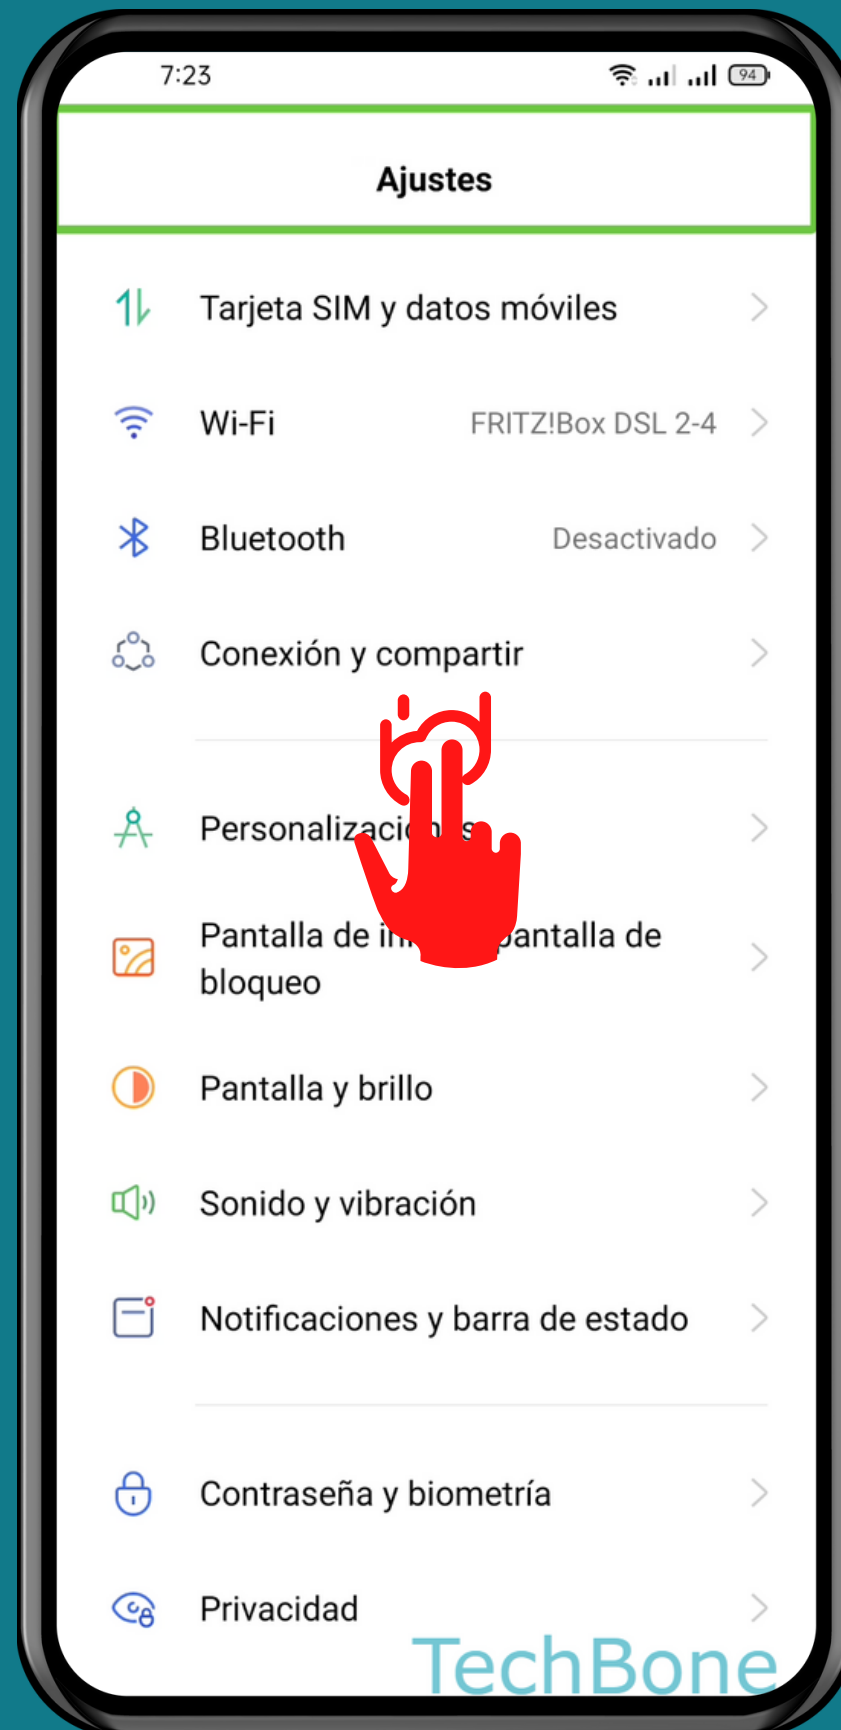 7:23 94
Ajustes
Tarjeta SIM y datos móviles
Wi-Fi FRITZ!Box DSL 2-4
Bluetooth Desactivado
Conexión y compartir
Pantalla de pantalla de
bloqueo
Pantalla y brillo
Sonido y vibración
Notificaciones y barra de estado
Contraseña y biometría
Privacidad
TechBone